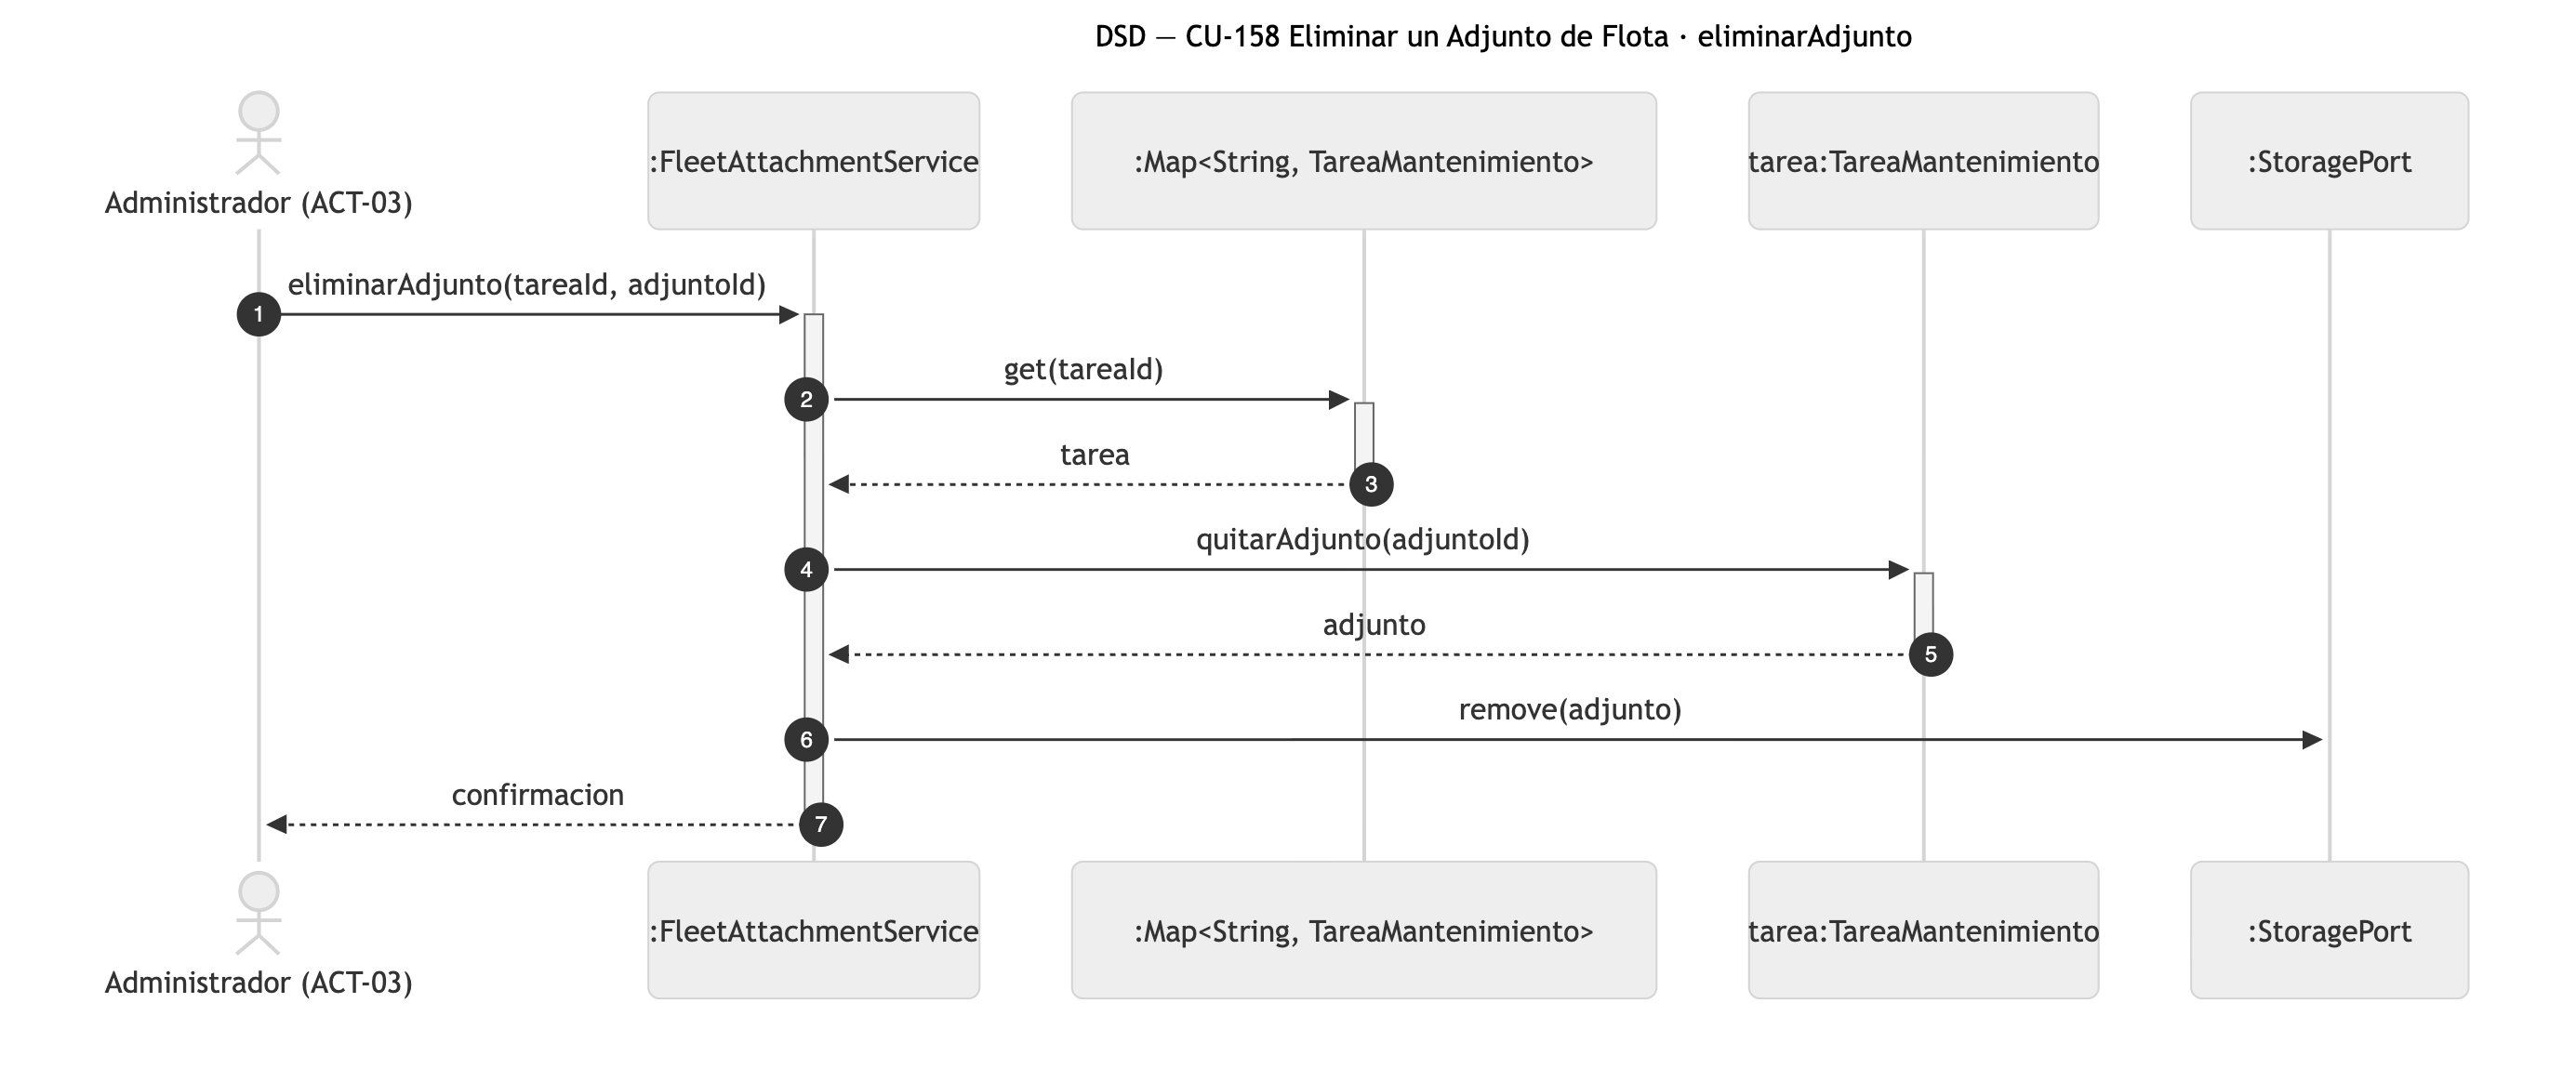 DSD — CU-158 Eliminar un Adjunto de Flota · eliminarAdjunto
Administrador (ACT-03)
:FleetAttachmentService
:Map<String, TareaMantenimiento>
tarea:TareaMantenimiento
:StoragePort
eliminarAdjunto(tareaId, adjuntoId)
1
get(tareaId)
2
tarea
3
quitarAdjunto(adjuntoId)
4
adjunto
5
remove(adjunto)
6
confirmacion
7
Administrador (ACT-03)
:FleetAttachmentService
:Map<String, TareaMantenimiento>
tarea:TareaMantenimiento
:StoragePort